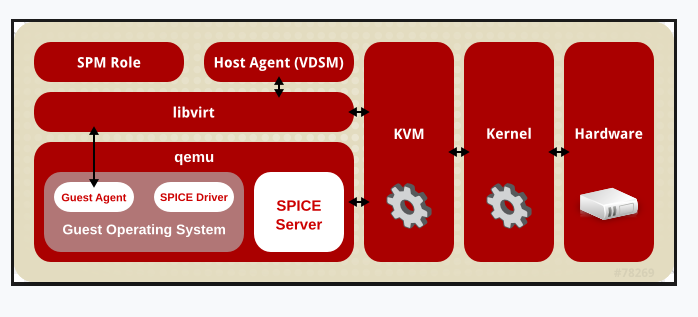 SPM Role
Host Agent (VDSM)
libvirt
qemu
Guest Agent
SPICE Driver
Guest Operating System
SPICE
Server
KVM
Kernel
Hardware
#78269